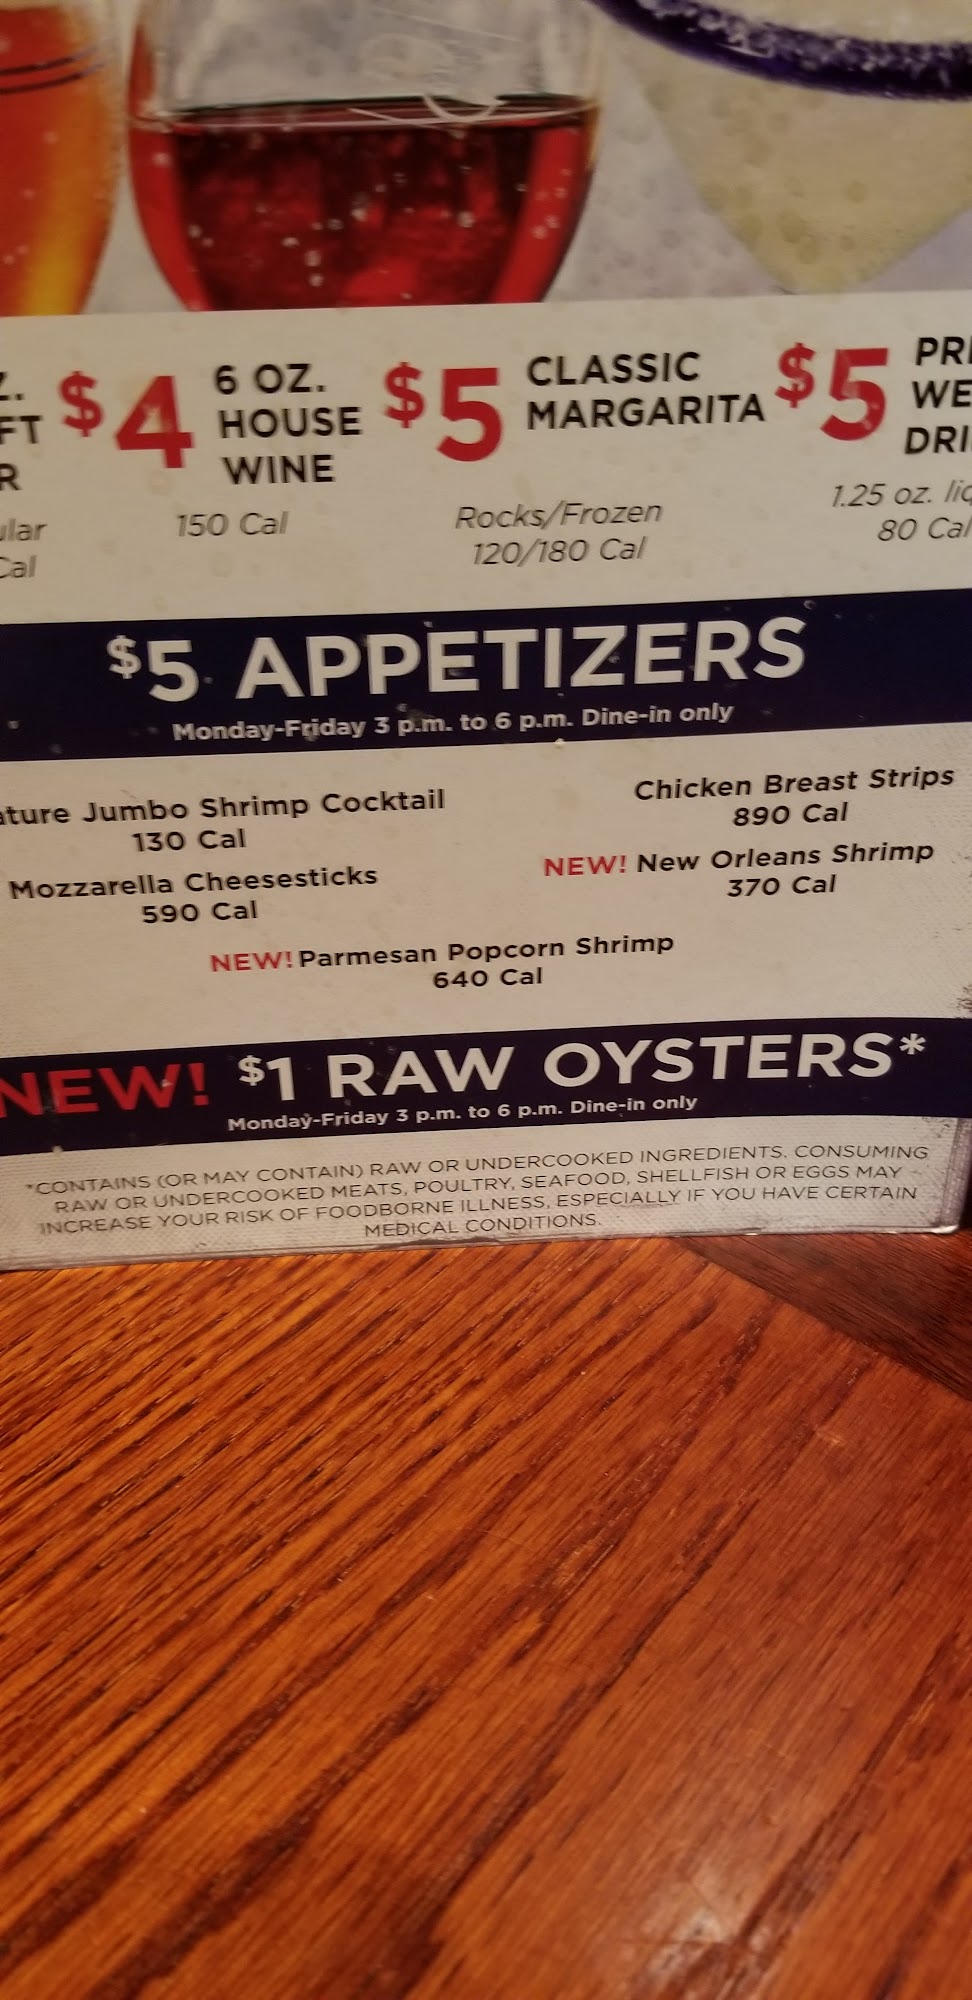 $4 6 OZ.
HOUSE
WINE
150 Cal
$5 CLASSIC
MARGARITA
Rocks/Frozen
120/180 Cal
$5
1.25 oz.
80 Cal
$5 APPETIZERS
Monday-Friday 3 p.m. to 6 p.m. Dine-in only
Jumbo Shrimp Cocktail
130 Cal
Mozzarella Cheesesticks
590 Cal
Chicken Breast Strips
890 Cal
NEW! New Orleans Shrimp
370 Cal
NEW! Parmesan Popcorn Shrimp
640 Cal
NEW! $1 RAW OYSTERS*
Monday-Friday 3 p.m. to 6 p.m. Dine-in only
*CONTAINS (OR MAY CONTAIN) RAW OR UNDERCOOKED INGREDIENTS. CONSUMING
RAW OR UNDERCOOKED MEATS, POULTRY, SEAFOOD, SHELLFISH OR EGGS MAY
INCREASE YOUR RISK OF FOODBORNE ILLNESS, ESPECIALLY IF YOU HAVE CERTAIN
MEDICAL CONDITIONS.